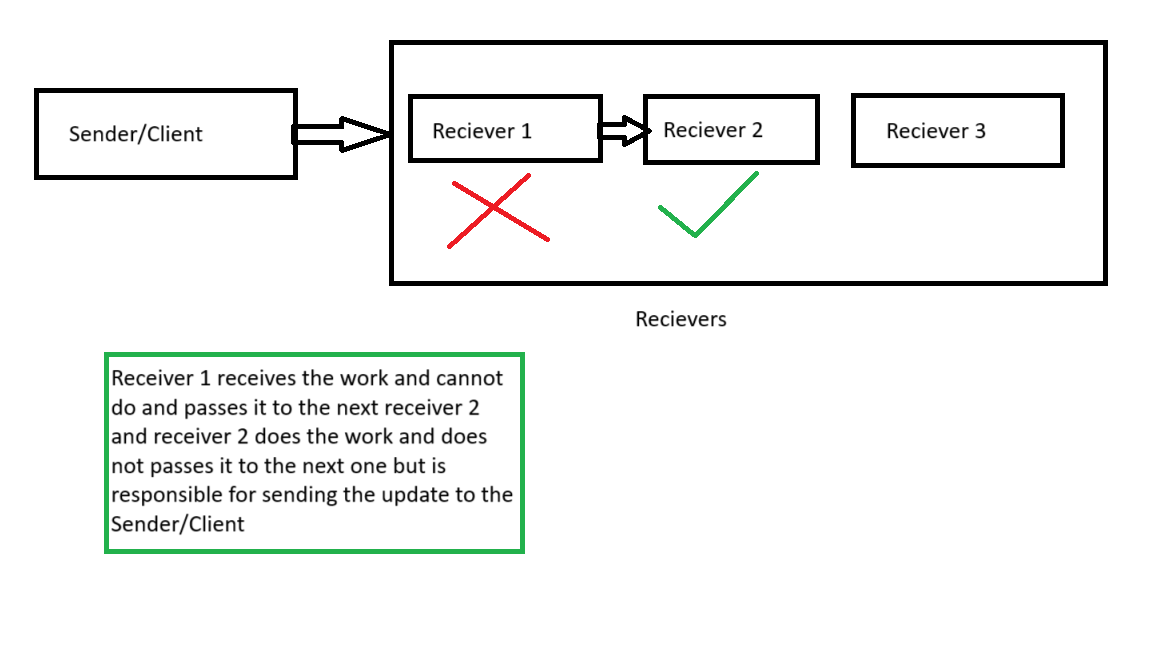 Sender/Client
Reciever 1
Reciever 2
Reciever 3
Recievers
Receiver 1 receives the work and cannot
do and passes it to the next receiver 2
and receiver 2 does the work and does
not passes it to the next one but is
responsible for sending the update to the
Sender/Client